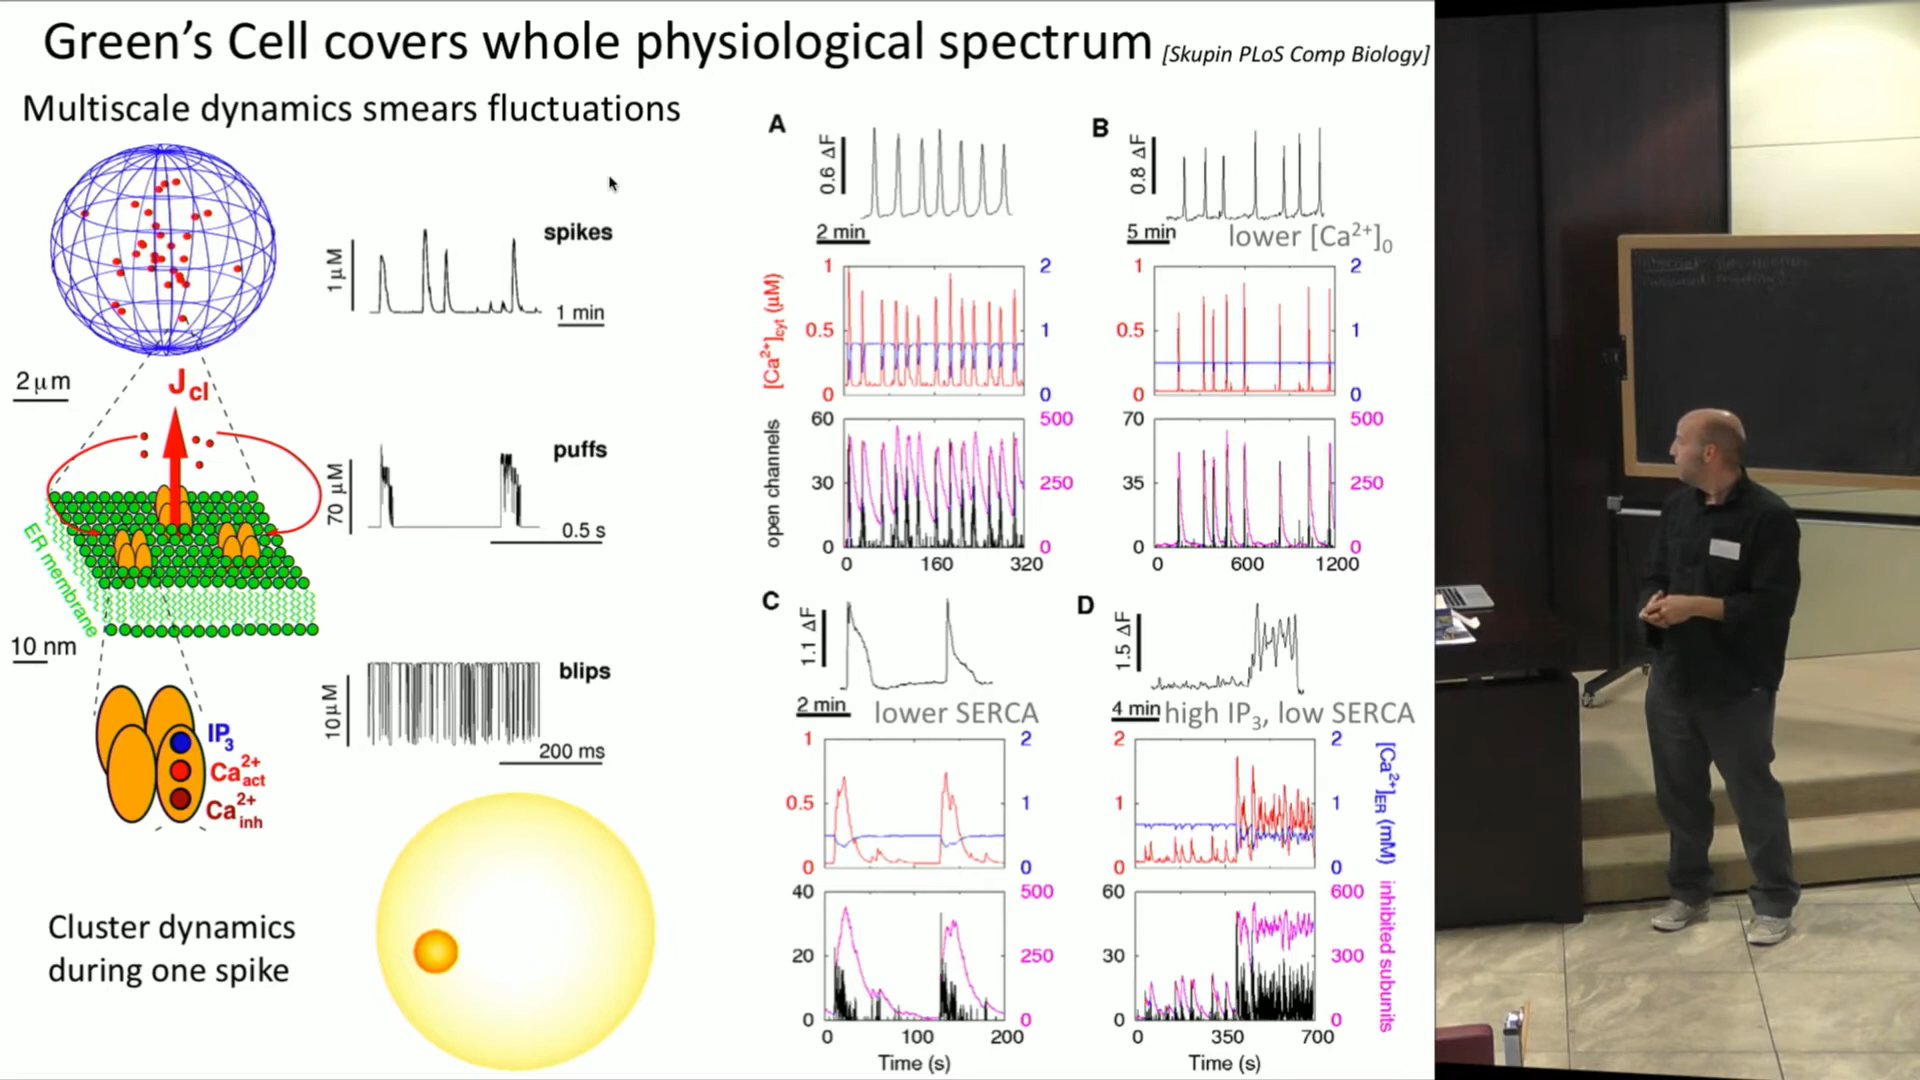 Green's Cell covers whole physiological spectrum [Skupin PLoS Comp Biology]
Multiscale dynamics smears fluctuations
spikes
1 µM
1 min
2 µm
J cl
puffs
70 µM
0.5 s
ER membrane
10 nm
blips
10 µM
200 ms
IP3
Ca2+ act
Ca2+ inh
Cluster dynamics
during one spike
A
0.6 ΔF
2 min
1 2
0.5 1
0 0
[Ca2+]cyt (µM)
60 500
30 250
0 0
open channels
0 160 320
B
0.8 ΔF
5 min
lower [Ca2+]0
1 2
0.5 1
0 0
70 500
35 250
0 0
0 600 1200
C
1.1 ΔF
2 min
lower SERCA
1 2
0.5 1
0 0
40 500
20 250
0 0
0 100 200
Time (s)
D
1.5 ΔF
4 min
high IP3, low SERCA
2 2
1 1
0 0
[Ca2+]ER (mM)
60 600
30 300
0 0
inhibited subunits
0 350 700
Time (s)